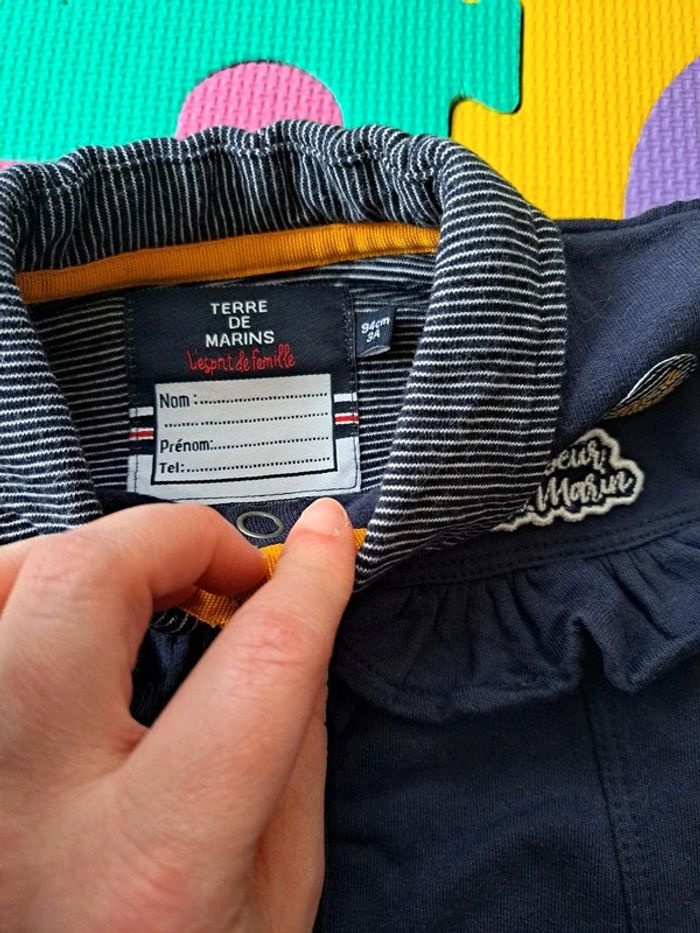 TERRE
DE
MARINS
L'esprit de famille
94cm
3A
Nom :
Prénom:
Tel:
Marin